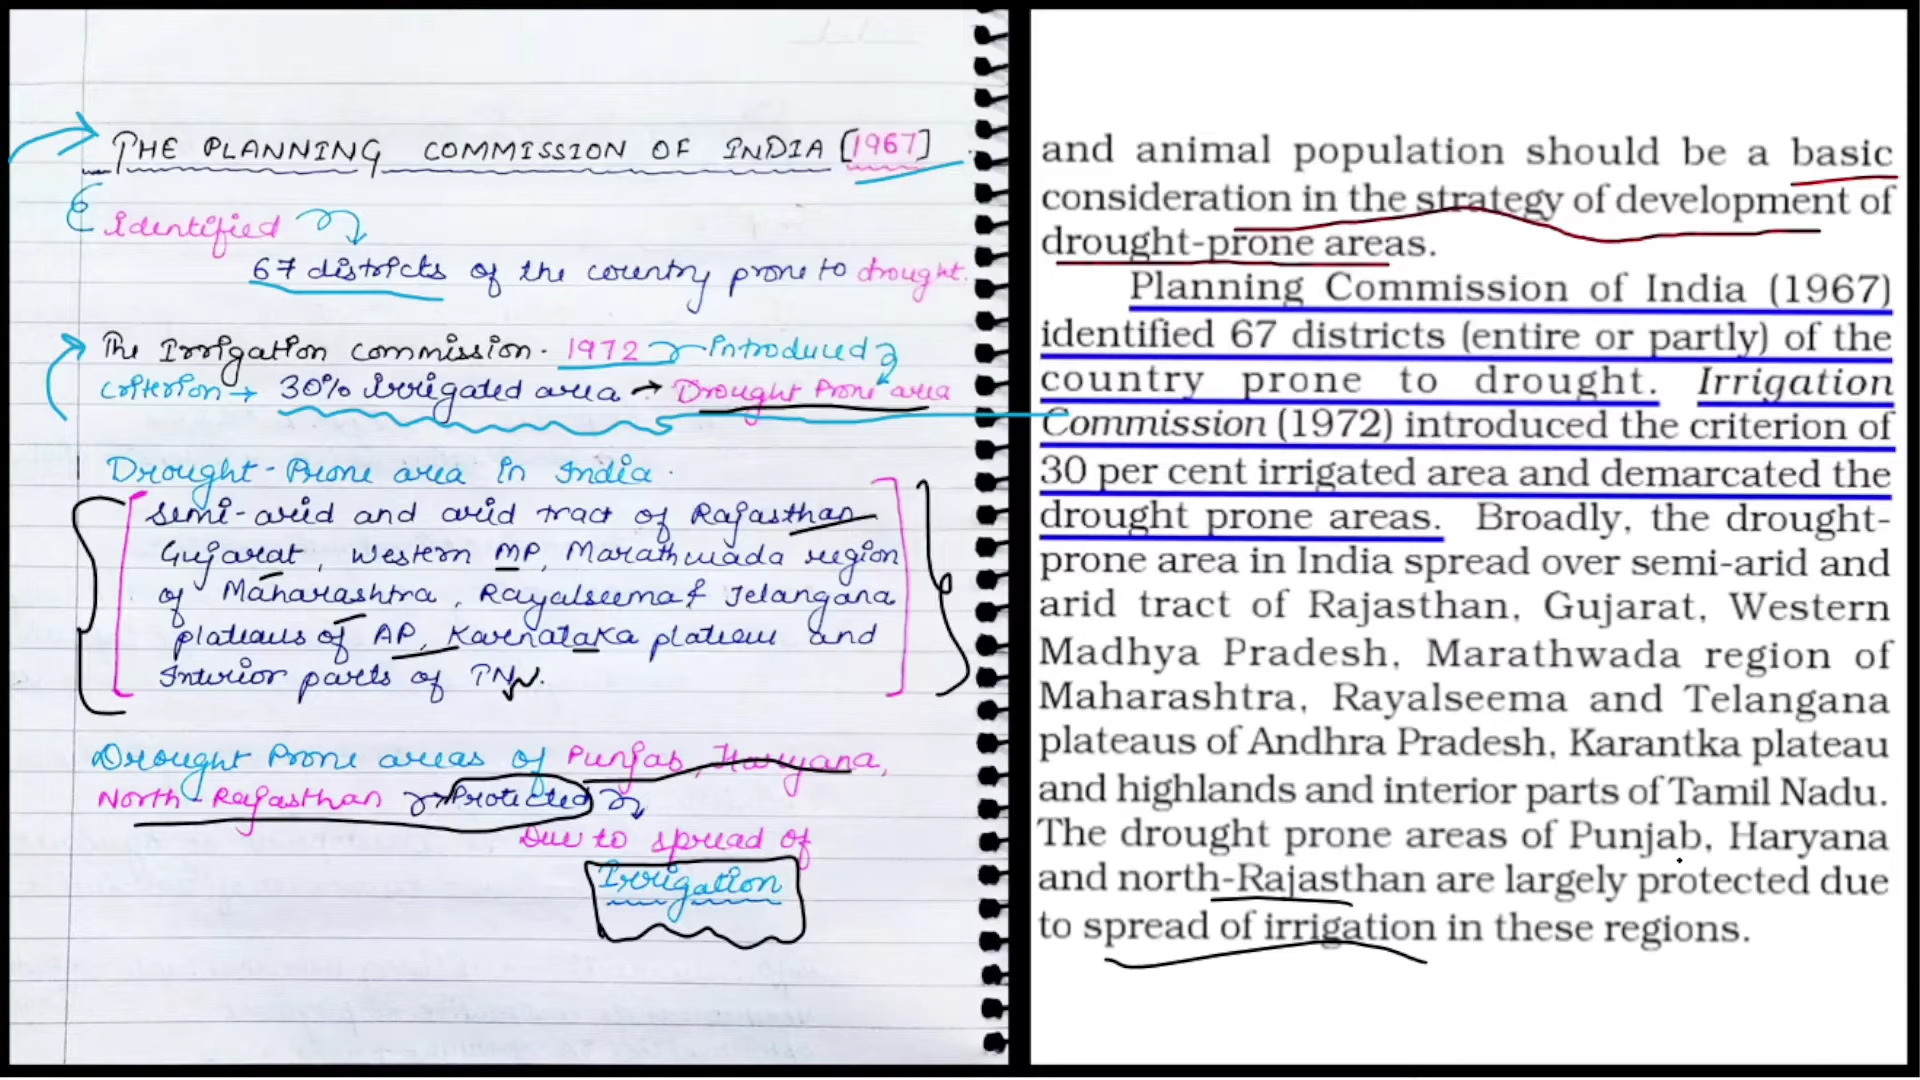 THE PLANNING COMMISSION OF INDIA [1967]
Identified
67 districts of the country prone to drought.
The Irrigation commission. 1972 Introduced
criterion → 30% irrigated area → Drought Prone area
Drought-Prone area in India.
Semi-arid and arid tract of Rajasthan
Gujarat, western MP, Marathwada region
of Maharashtra, Rayalseema & Telangana
plateaus of AP, Karnataka plateau and
Interior parts of TN.
Drought Prone areas of Punjab, Haryana,
North-Rajasthan Protected
Due to spread of
Irrigation
and animal population should be a basic
consideration in the strategy of development of
drought-prone areas.
Planning Commission of India (1967)
identified 67 districts (entire or partly) of the
country prone to drought. Irrigation
Commission (1972) introduced the criterion of
30 per cent irrigated area and demarcated the
drought prone areas. Broadly, the drought-
prone area in India spread over semi-arid and
arid tract of Rajasthan, Gujarat, Western
Madhya Pradesh, Marathwada region of
Maharashtra, Rayalseema and Telangana
plateaus of Andhra Pradesh, Karantka plateau
and highlands and interior parts of Tamil Nadu.
The drought prone areas of Punjab, Haryana
and north-Rajasthan are largely protected due
to spread of irrigation in these regions.